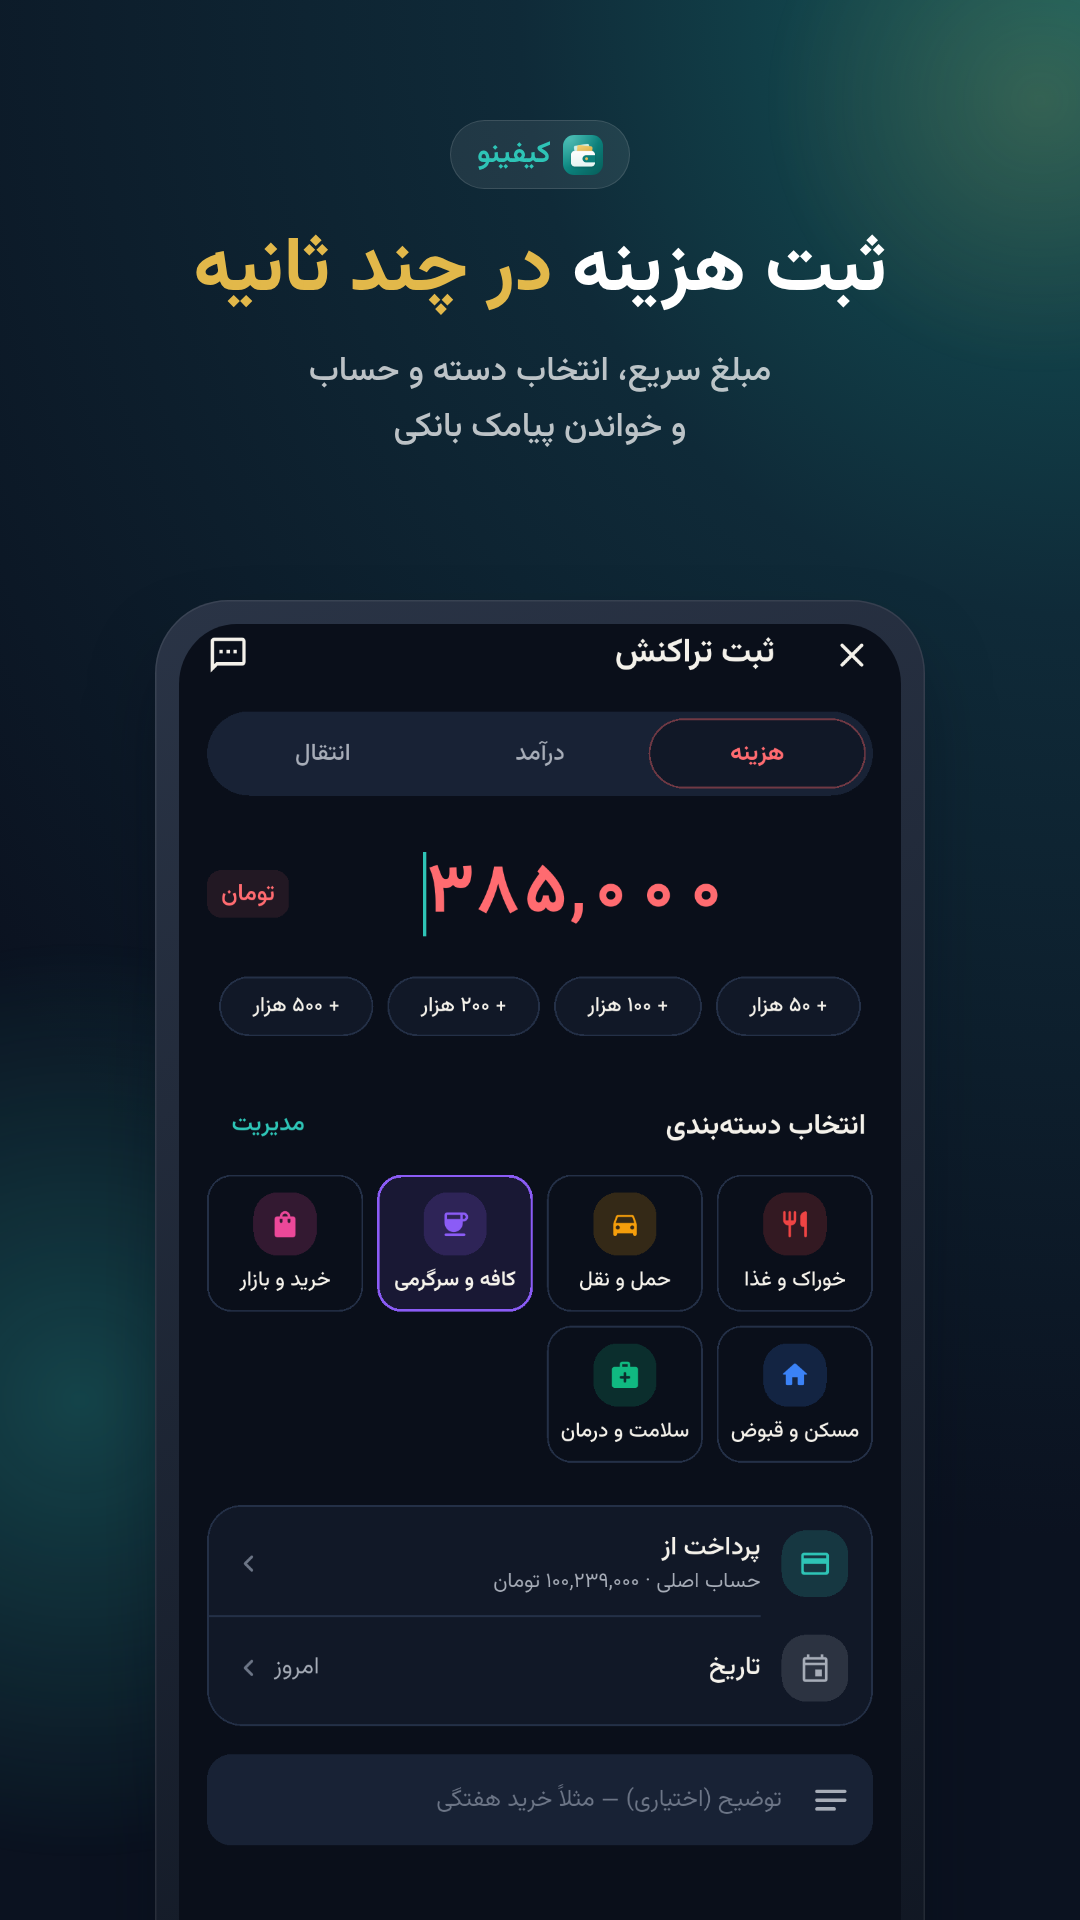 کیفینو
ثبت هزینه در چند ثانیه
مبلغ سریع، انتخاب دسته و حساب
و خواندن پیامک بانکی
ثبت تراکنش
هزینه
درآمد
انتقال
۳۸۵,۰۰۰
تومان
+ ۵۰ هزار
+ ۱۰۰ هزار
+ ۲۰۰ هزار
+ ۵۰۰ هزار
انتخاب دسته‌بندی
مدیریت
خوراک و غذا
حمل و نقل
کافه و سرگرمی
خرید و بازار
مسکن و قبوض
سلامت و درمان
پرداخت از
حساب اصلی · ۱۰۰,۲۳۹,۰۰۰ تومان
تاریخ
امروز
توضیح (اختیاری) – مثلاً خرید هفتگی